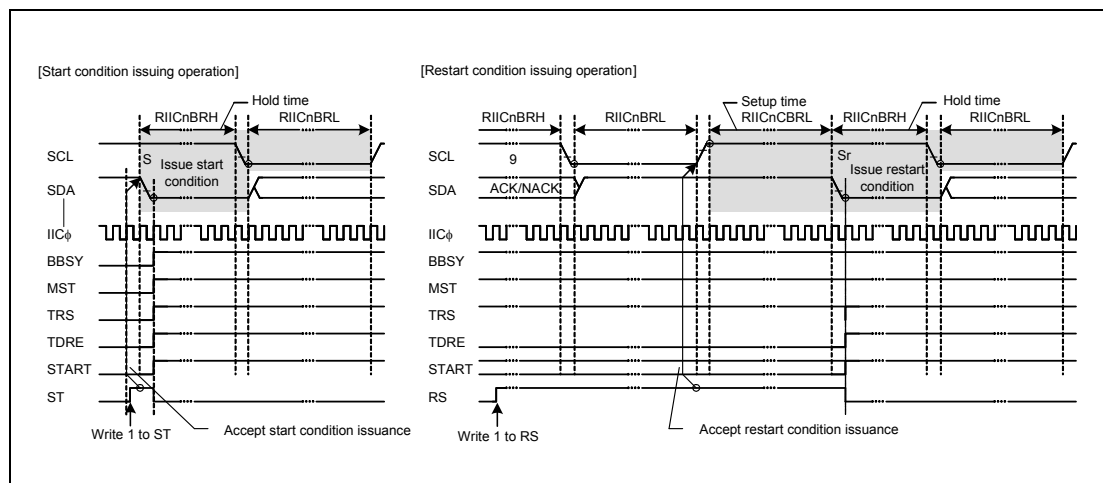 [Start condition issuing operation]
Hold time
RIICnBRH
RIICnBRL
SCL
S
Issue start
condition
SDA
IICϕ
BBSY
MST
TRS
TDRE
START
ST
Write 1 to ST
Accept start condition issuance
[Restart condition issuing operation]
Setup time
Hold time
RIICnBRH
RIICnBRL
RIICnCBRL
RIICnBRH
RIICnBRL
SCL
9
Sr
Issue restart
condition
SDA
ACK/NACK
IICϕ
BBSY
MST
TRS
TDRE
START
RS
Write 1 to RS
Accept restart condition issuance